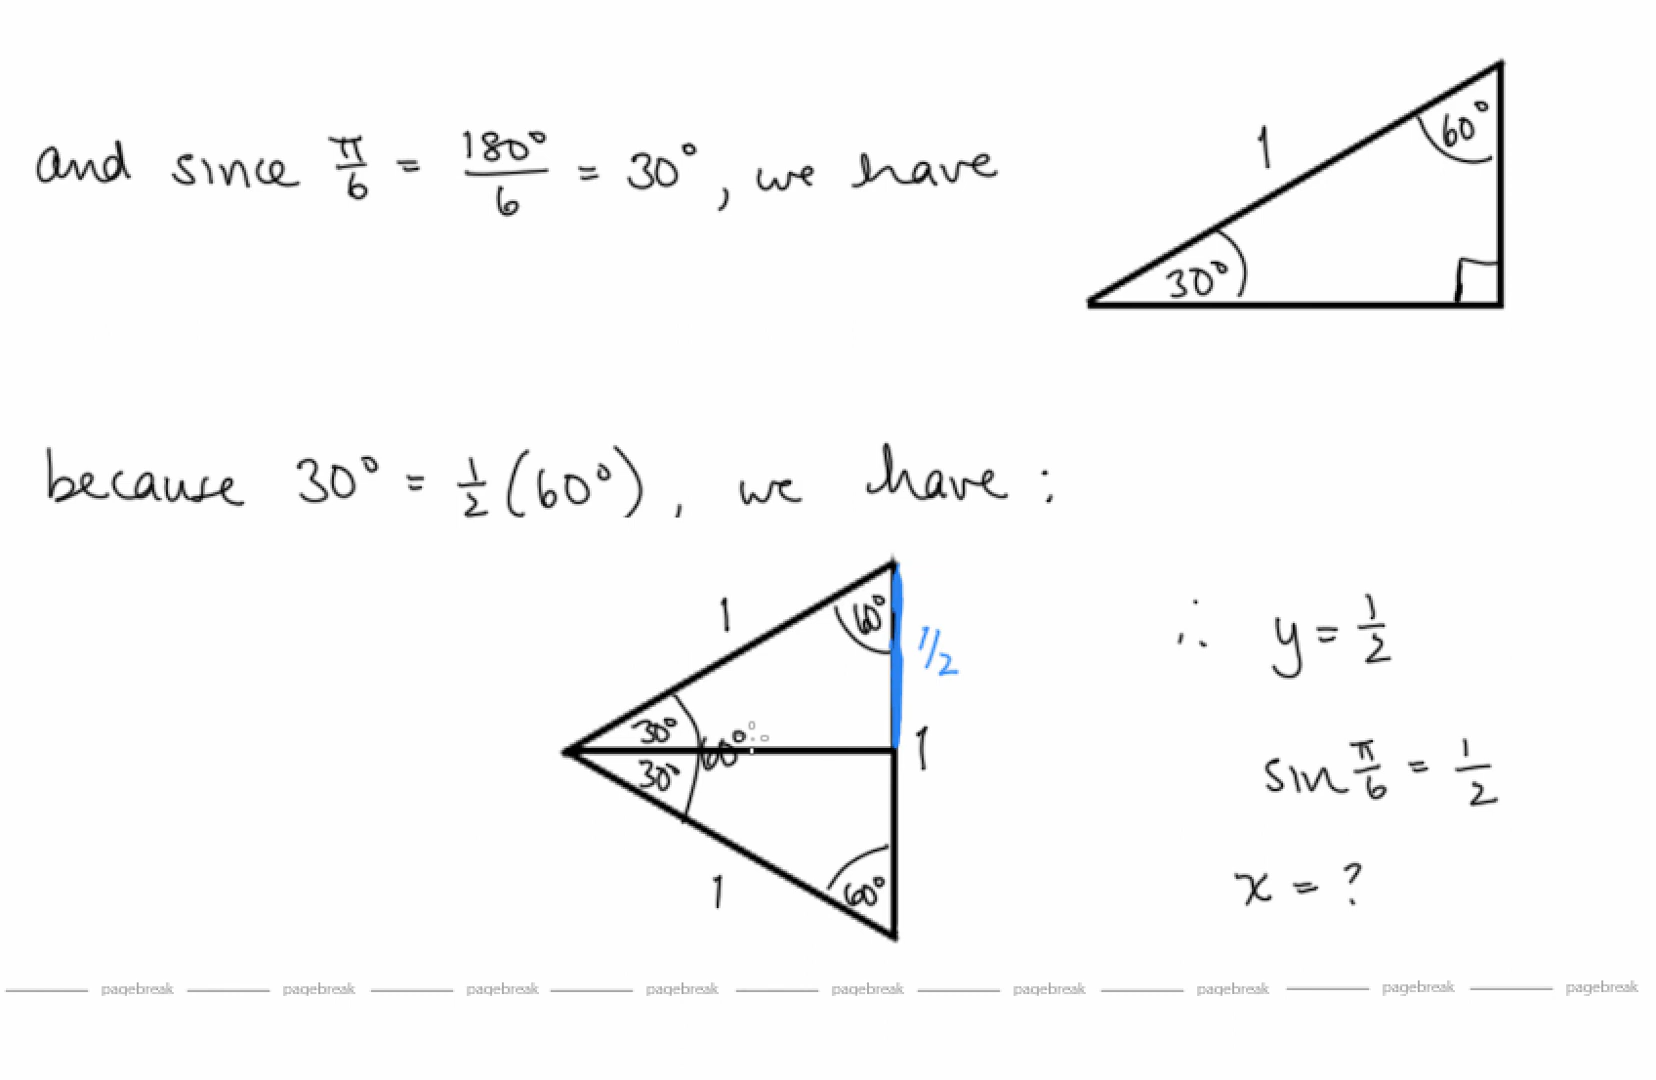 and since π/6 = 180°/6 = 30°, we have
1
60°
30°
because 30° = 1/2 (60°), we have:
1
60°
1/2
30°
60°
30°
1
60°
1
∴ y = 1/2
sin π/6 = 1/2
x = ?
pagebreak pagebreak pagebreak pagebreak pagebreak pagebreak pagebreak pagebreak pagebreak